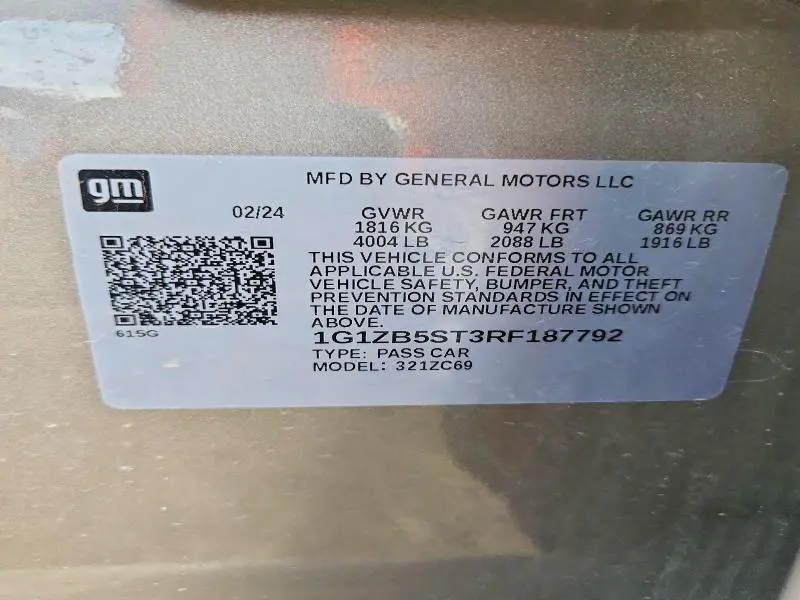 gm
MFD BY GENERAL MOTORS LLC
02/24 GVWR GAWR FRT GAWR RR
1816 KG 947 KG 869 KG
4004 LB 2088 LB 1916 LB
THIS VEHICLE CONFORMS TO ALL
APPLICABLE U.S. FEDERAL MOTOR
VEHICLE SAFETY, BUMPER, AND THEFT
PREVENTION STANDARDS IN EFFECT ON
THE DATE OF MANUFACTURE SHOWN
ABOVE.
615G
1G1ZB5ST3RF187792
TYPE: PASS CAR
MODEL: 321ZC69